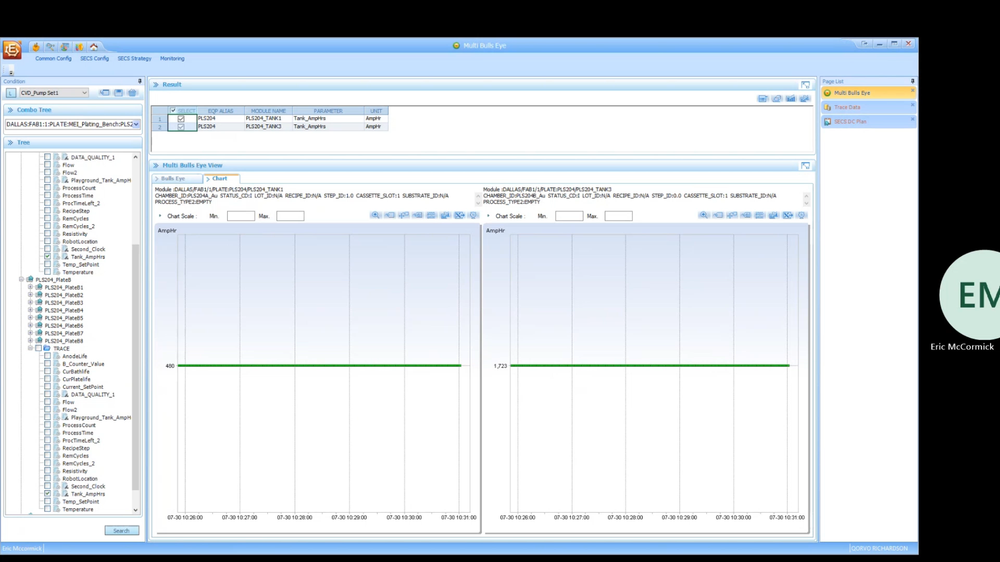 Multi Bulls Eye
Common Config SECS Config SECS Strategy Monitoring
Condition
L CVD_Pump Set1
Combo Tree
DALLAS:FAB1:1:PLATE:MEI_Plating_Bench:PLS2
Tree
DATA_QUALITY_1
Flow
Flow2
Playground_Tank_AmpH
ProcessCount
ProcessTime
ProcTimeLeft_2
RecipeStep
RemCycles
RemCycles_2
Resistivity
RobotLocation
Second_Clock
Tank_AmpHrs
Temp_SetPoint
Temperature
PLS204_PlateB
PLS204_PlateB1
PLS204_PlateB2
PLS204_PlateB3
PLS204_PlateB4
PLS204_PlateB5
PLS204_PlateB6
PLS204_PlateB7
PLS204_PlateB8
TRACE
AnodeLife
B_Counter_Value
CurBathlife
CurPlatelife
Current_SetPoint
DATA_QUALITY_1
Flow
Flow2
Playground_Tank_AmpH
ProcessCount
ProcessTime
ProcTimeLeft_2
RecipeStep
RemCycles
RemCycles_2
Resistivity
RobotLocation
Second_Clock
Tank_AmpHrs
Temp_SetPoint
Temperature
Search
Result
SELECT EQP ALIAS MODULE NAME PARAMETER UNIT
1 PLS204 PLS204_TANK1 Tank_AmpHrs AmpHr
2 PLS204 PLS204_TANK3 Tank_AmpHrs AmpHr
Multi Bulls Eye View
Bulls Eye Chart
Module :DALLAS/FAB1/1/PLATE:PLS204/PLS204_TANK1
CHAMBER_ID:PLS204A_Au STATUS_CD:I LOT_ID:N/A RECIPE_ID:N/A STEP_ID:1.0 CASSETTE_SLOT:1 SUBSTRATE_ID:N/A
PROCESS_TYPE2:EMPTY
Chart Scale : Min. Max.
AmpHr
480
07-30 10:26:00 07-30 10:27:00 07-30 10:28:00 07-30 10:29:00 07-30 10:30:00 07-30 10:31:00
Module :DALLAS/FAB1/1/PLATE:PLS204/PLS204_TANK3
CHAMBER_ID:PLS204B_Au STATUS_CD:I LOT_ID:N/A RECIPE_ID:N/A STEP_ID:0.0 CASSETTE_SLOT:1 SUBSTRATE_ID:N/A
PROCESS_TYPE2:EMPTY
Chart Scale : Min. Max.
AmpHr
1,723
07-30 10:26:00 07-30 10:27:00 07-30 10:28:00 07-30 10:29:00 07-30 10:30:00 07-30 10:31:00
Page List
Multi Bulls Eye
Trace Data
SECS DC Plan
EM
Eric McCormick
Eric Mccormick
QORVO RICHARDSON